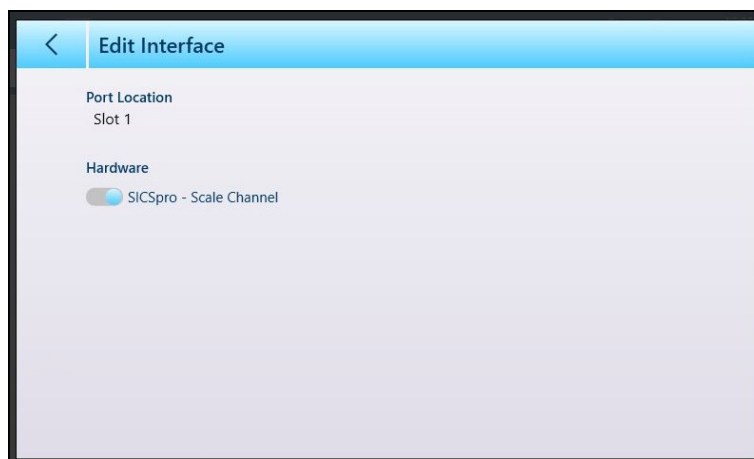 Edit Interface
Port Location
Slot 1
Hardware
SICSpro - Scale Channel